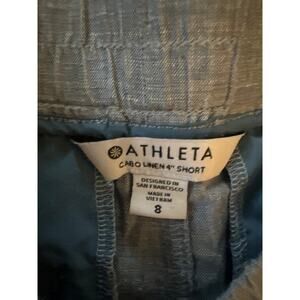 ATHLETA
CABO LINEN 4" SHORT
DESIGNED IN
SAN FRANCISCO
MADE IN
VIETNAM
8